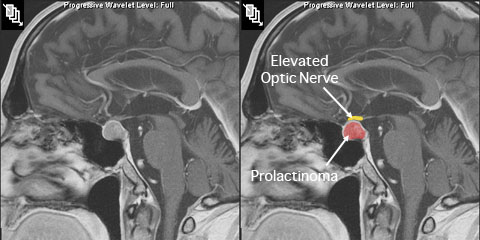 Progressive Wavelet Level: Full
Progressive Wavelet Level: Full
Elevated
Optic Nerve
Prolactinoma